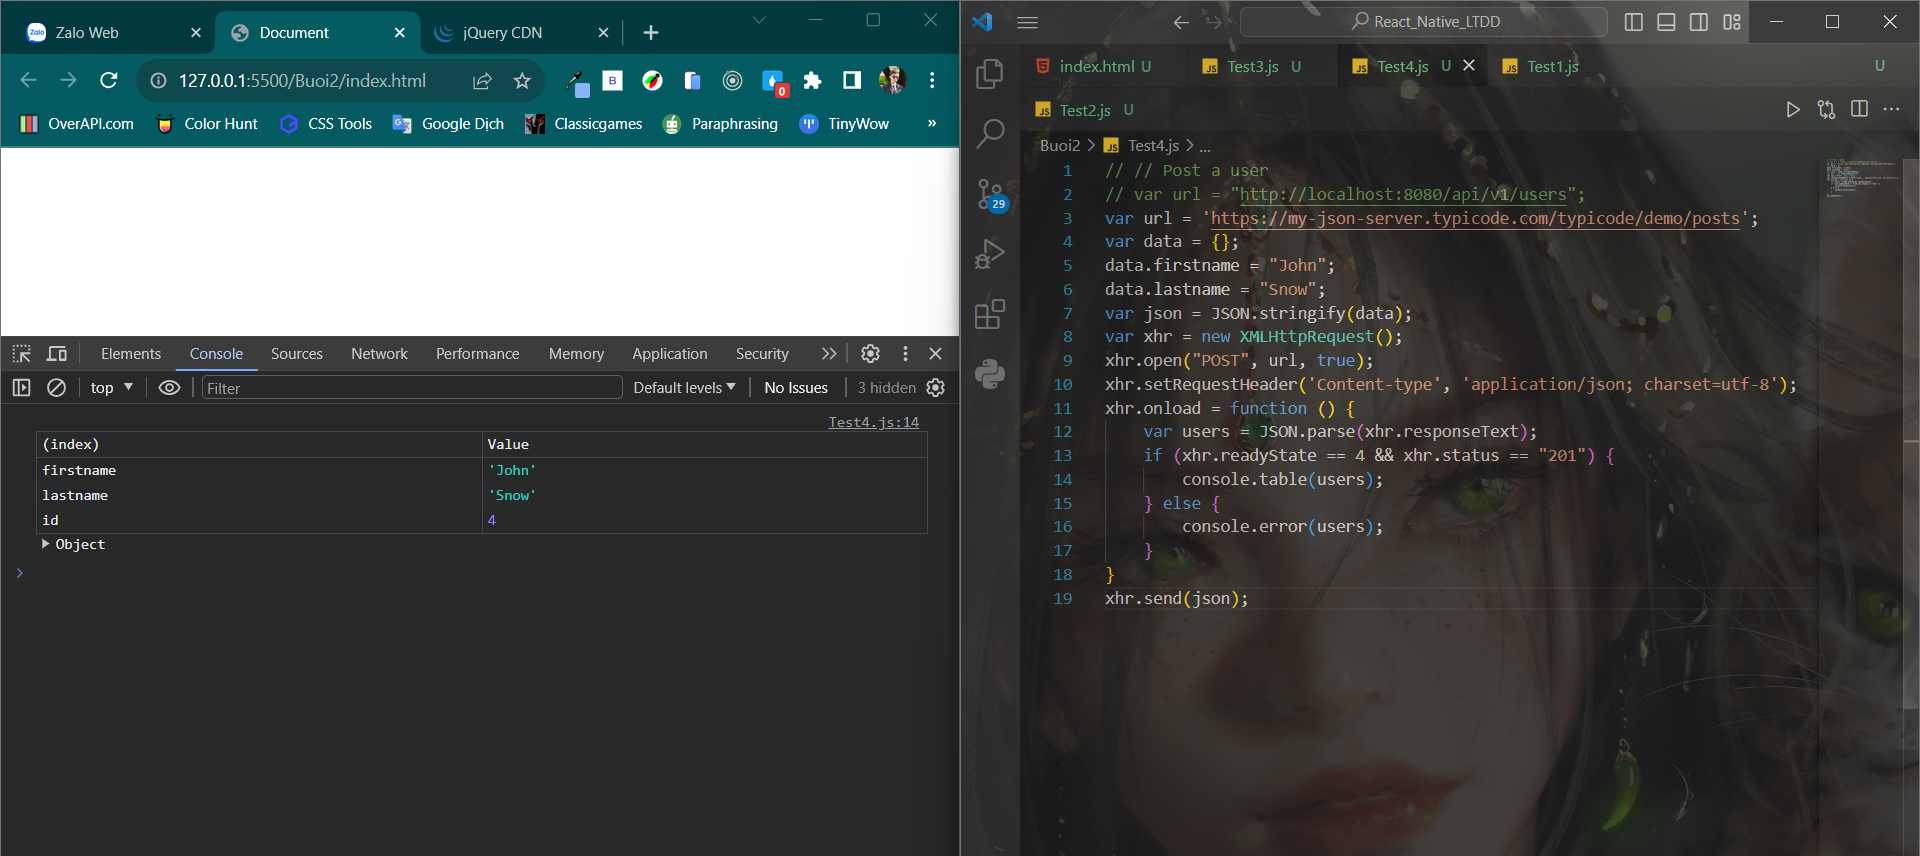 Zalo Web
Document
jQuery CDN
127.0.0.1:5500/Buoi2/index.html
B
0
OverAPI.com
Color Hunt
CSS Tools
Google Dịch
Classicgames
Paraphrasing
TinyWow
»
Elements
Console
Sources
Network
Performance
Memory
Application
Security
top
Filter
Default levels
No Issues
3 hidden
Test4.js:14
(index) Value
firstname 'John'
lastname 'Snow'
id 4
Object
React_Native_LTDD
index.html U
Test3.js U
Test4.js U
Test1.js U
Test2.js U
Buoi2 > Test4.js > ...
29
1 // // Post a user
2 // var url = "http://localhost:8080/api/v1/users";
3 var url = 'https://my-json-server.typicode.com/typicode/demo/posts';
4 var data = {};
5 data.firstname = "John";
6 data.lastname = "Snow";
7 var json = JSON.stringify(data);
8 var xhr = new XMLHttpRequest();
9 xhr.open("POST", url, true);
10 xhr.setRequestHeader('Content-type', 'application/json; charset=utf-8');
11 xhr.onload = function () {
12 var users = JSON.parse(xhr.responseText);
13 if (xhr.readyState == 4 && xhr.status == "201") {
14 console.table(users);
15 } else {
16 console.error(users);
17 }
18 }
19 xhr.send(json);